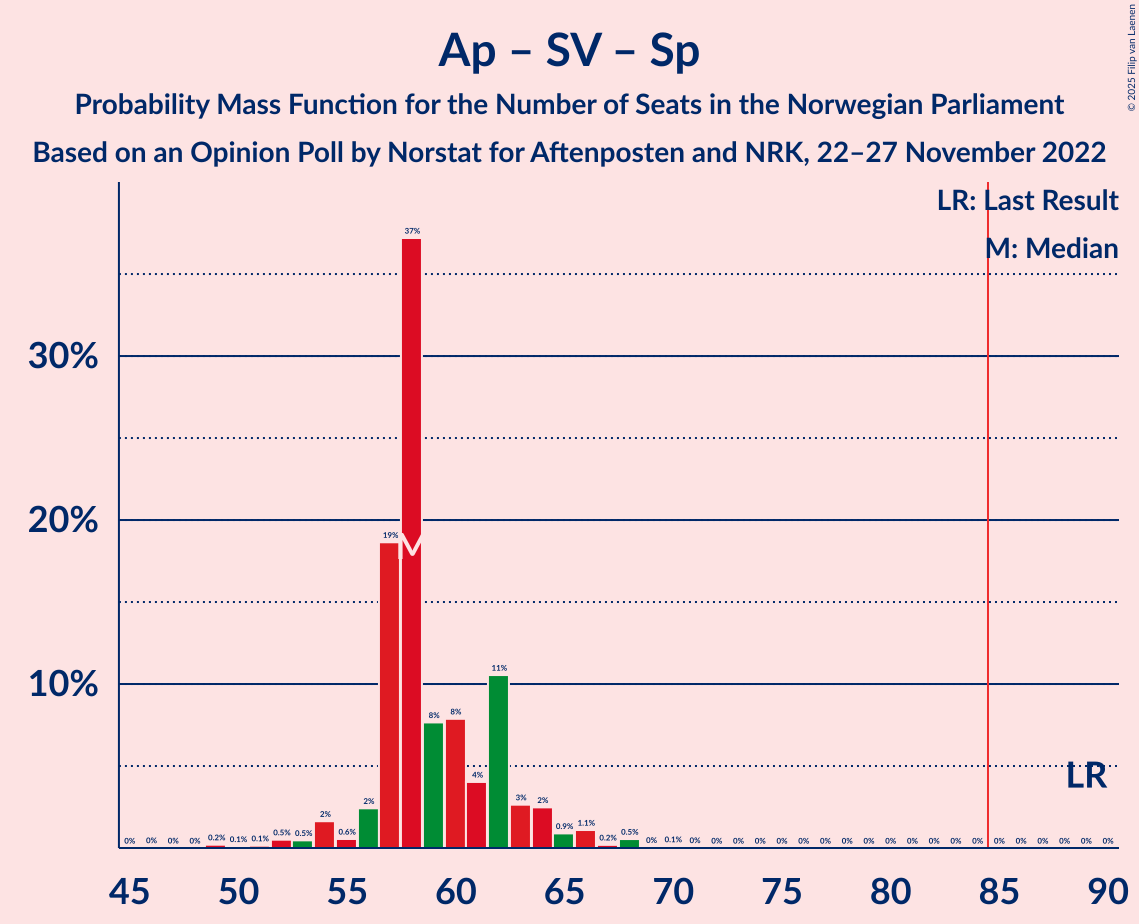 Ap – SV – Sp
Probability Mass Function for the Number of Seats in the Norwegian Parliament
Based on an Opinion Poll by Norstat for Aftenposten and NRK, 22–27 November 2022
© 2025 Filip van Laenen
LR: Last Result
M: Median
30%
20%
10%
0% 0% 0% 0% 0.2% 0.1% 0.1% 0.5% 0.5% 2% 0.6% 2% 19% 37% 8% 8% 4% 11% 3% 2% 0.9% 1.1% 0.2% 0.5% 0% 0.1% 0% 0% 0% 0% 0% 0% 0% 0% 0% 0% 0% 0% 0% 0% 0% 0% 0% 0% 0% 0%
M
LR
45 50 55 60 65 70 75 80 85 90